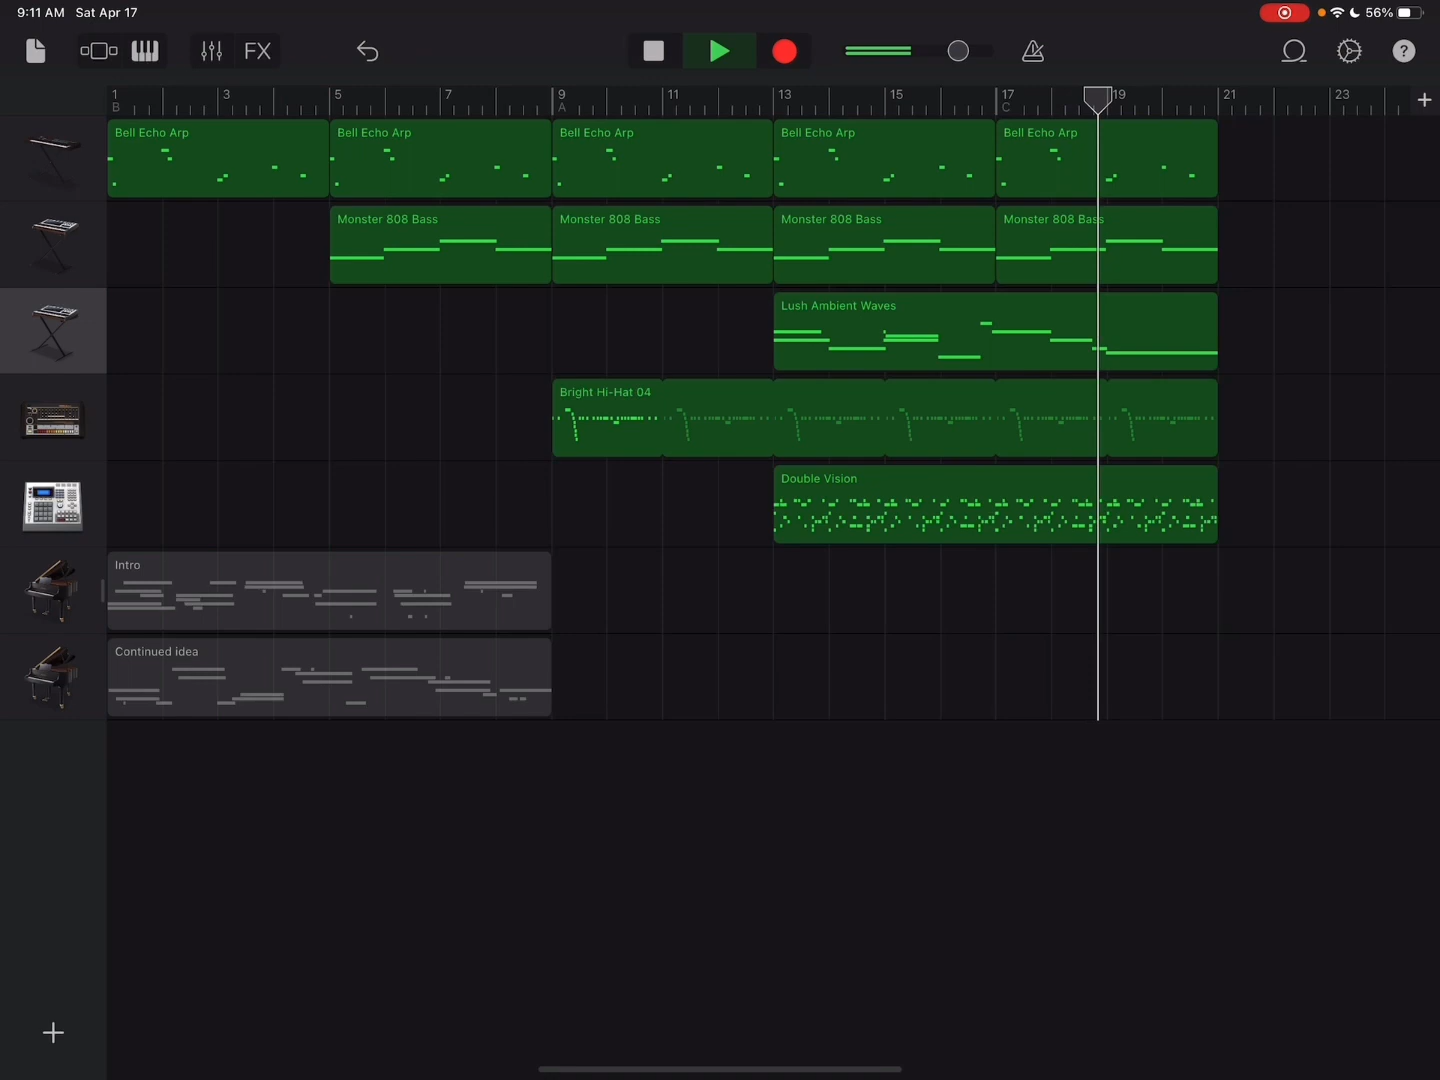 9:11 AM Sat Apr 17 56%
FX ?
1 3 5 7 9 11 13 15 17 19 21 23
B A C
Bell Echo Arp Bell Echo Arp Bell Echo Arp Bell Echo Arp Bell Echo Arp
Monster 808 Bass Monster 808 Bass Monster 808 Bass Monster 808 Bass
Lush Ambient Waves
Bright Hi-Hat 04
Double Vision
Intro
Continued idea